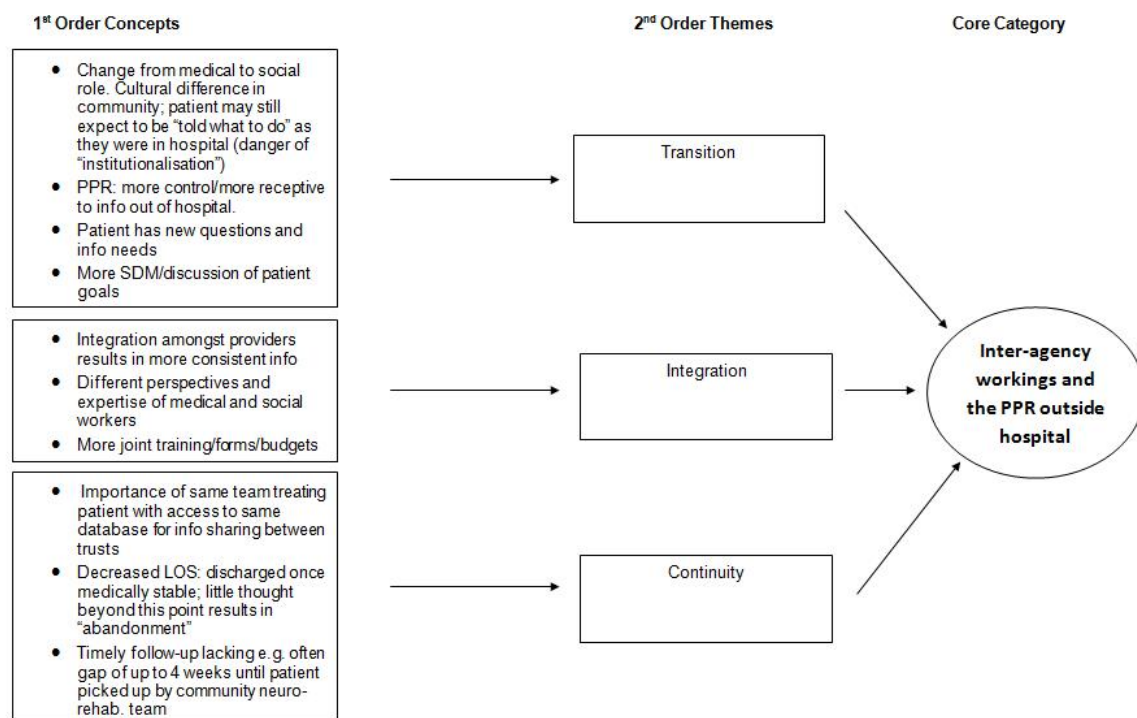 1st Order Concepts
2nd Order Themes
Core Category
● Change from medical to social
role. Cultural difference in
community; patient may still
expect to be “told what to do” as
they were in hospital (danger of
“institutionalisation”)
● PPR: more control/more receptive
to info out of hospital.
● Patient has new questions and
info needs
● More SDM/discussion of patient
goals
Transition
● Integration amongst providers
results in more consistent info
● Different perspectives and
expertise of medical and social
workers
● More joint training/forms/budgets
Integration
Inter-agency
workings and
the PPR outside
hospital
● Importance of same team treating
patient with access to same
database for info sharing between
trusts
● Decreased LOS: discharged once
medically stable; little thought
beyond this point results in
“abandonment”
● Timely follow-up lacking e.g. often
gap of up to 4 weeks until patient
picked up by community neuro-
rehab. team
Continuity